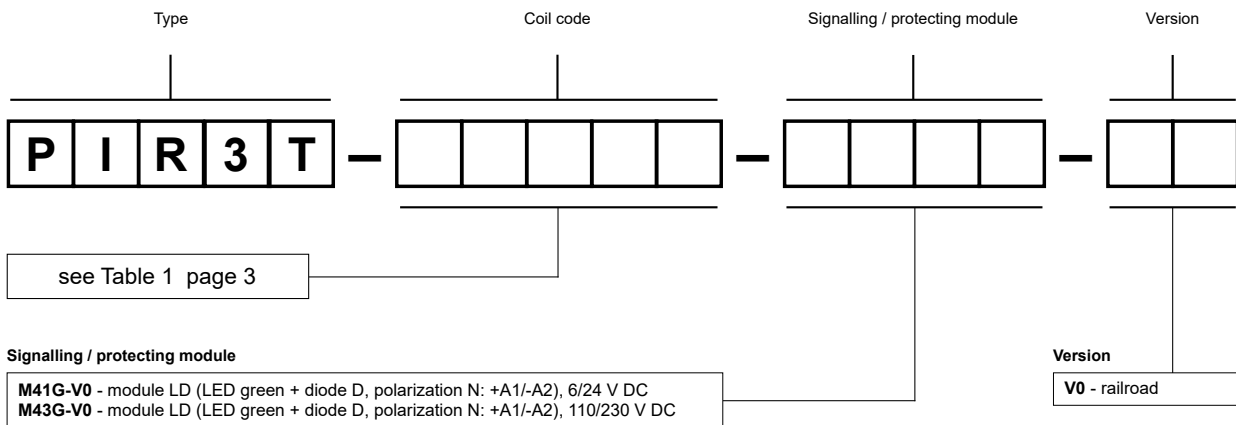 Type Coil code Signalling / protecting module Version
P I R 3 T – – –
see Table 1 page 3
Signalling / protecting module Version
M41G-V0 - module LD (LED green + diode D, polarization N: +A1/-A2), 6/24 V DC
M43G-V0 - module LD (LED green + diode D, polarization N: +A1/-A2), 110/230 V DC
V0 - railroad